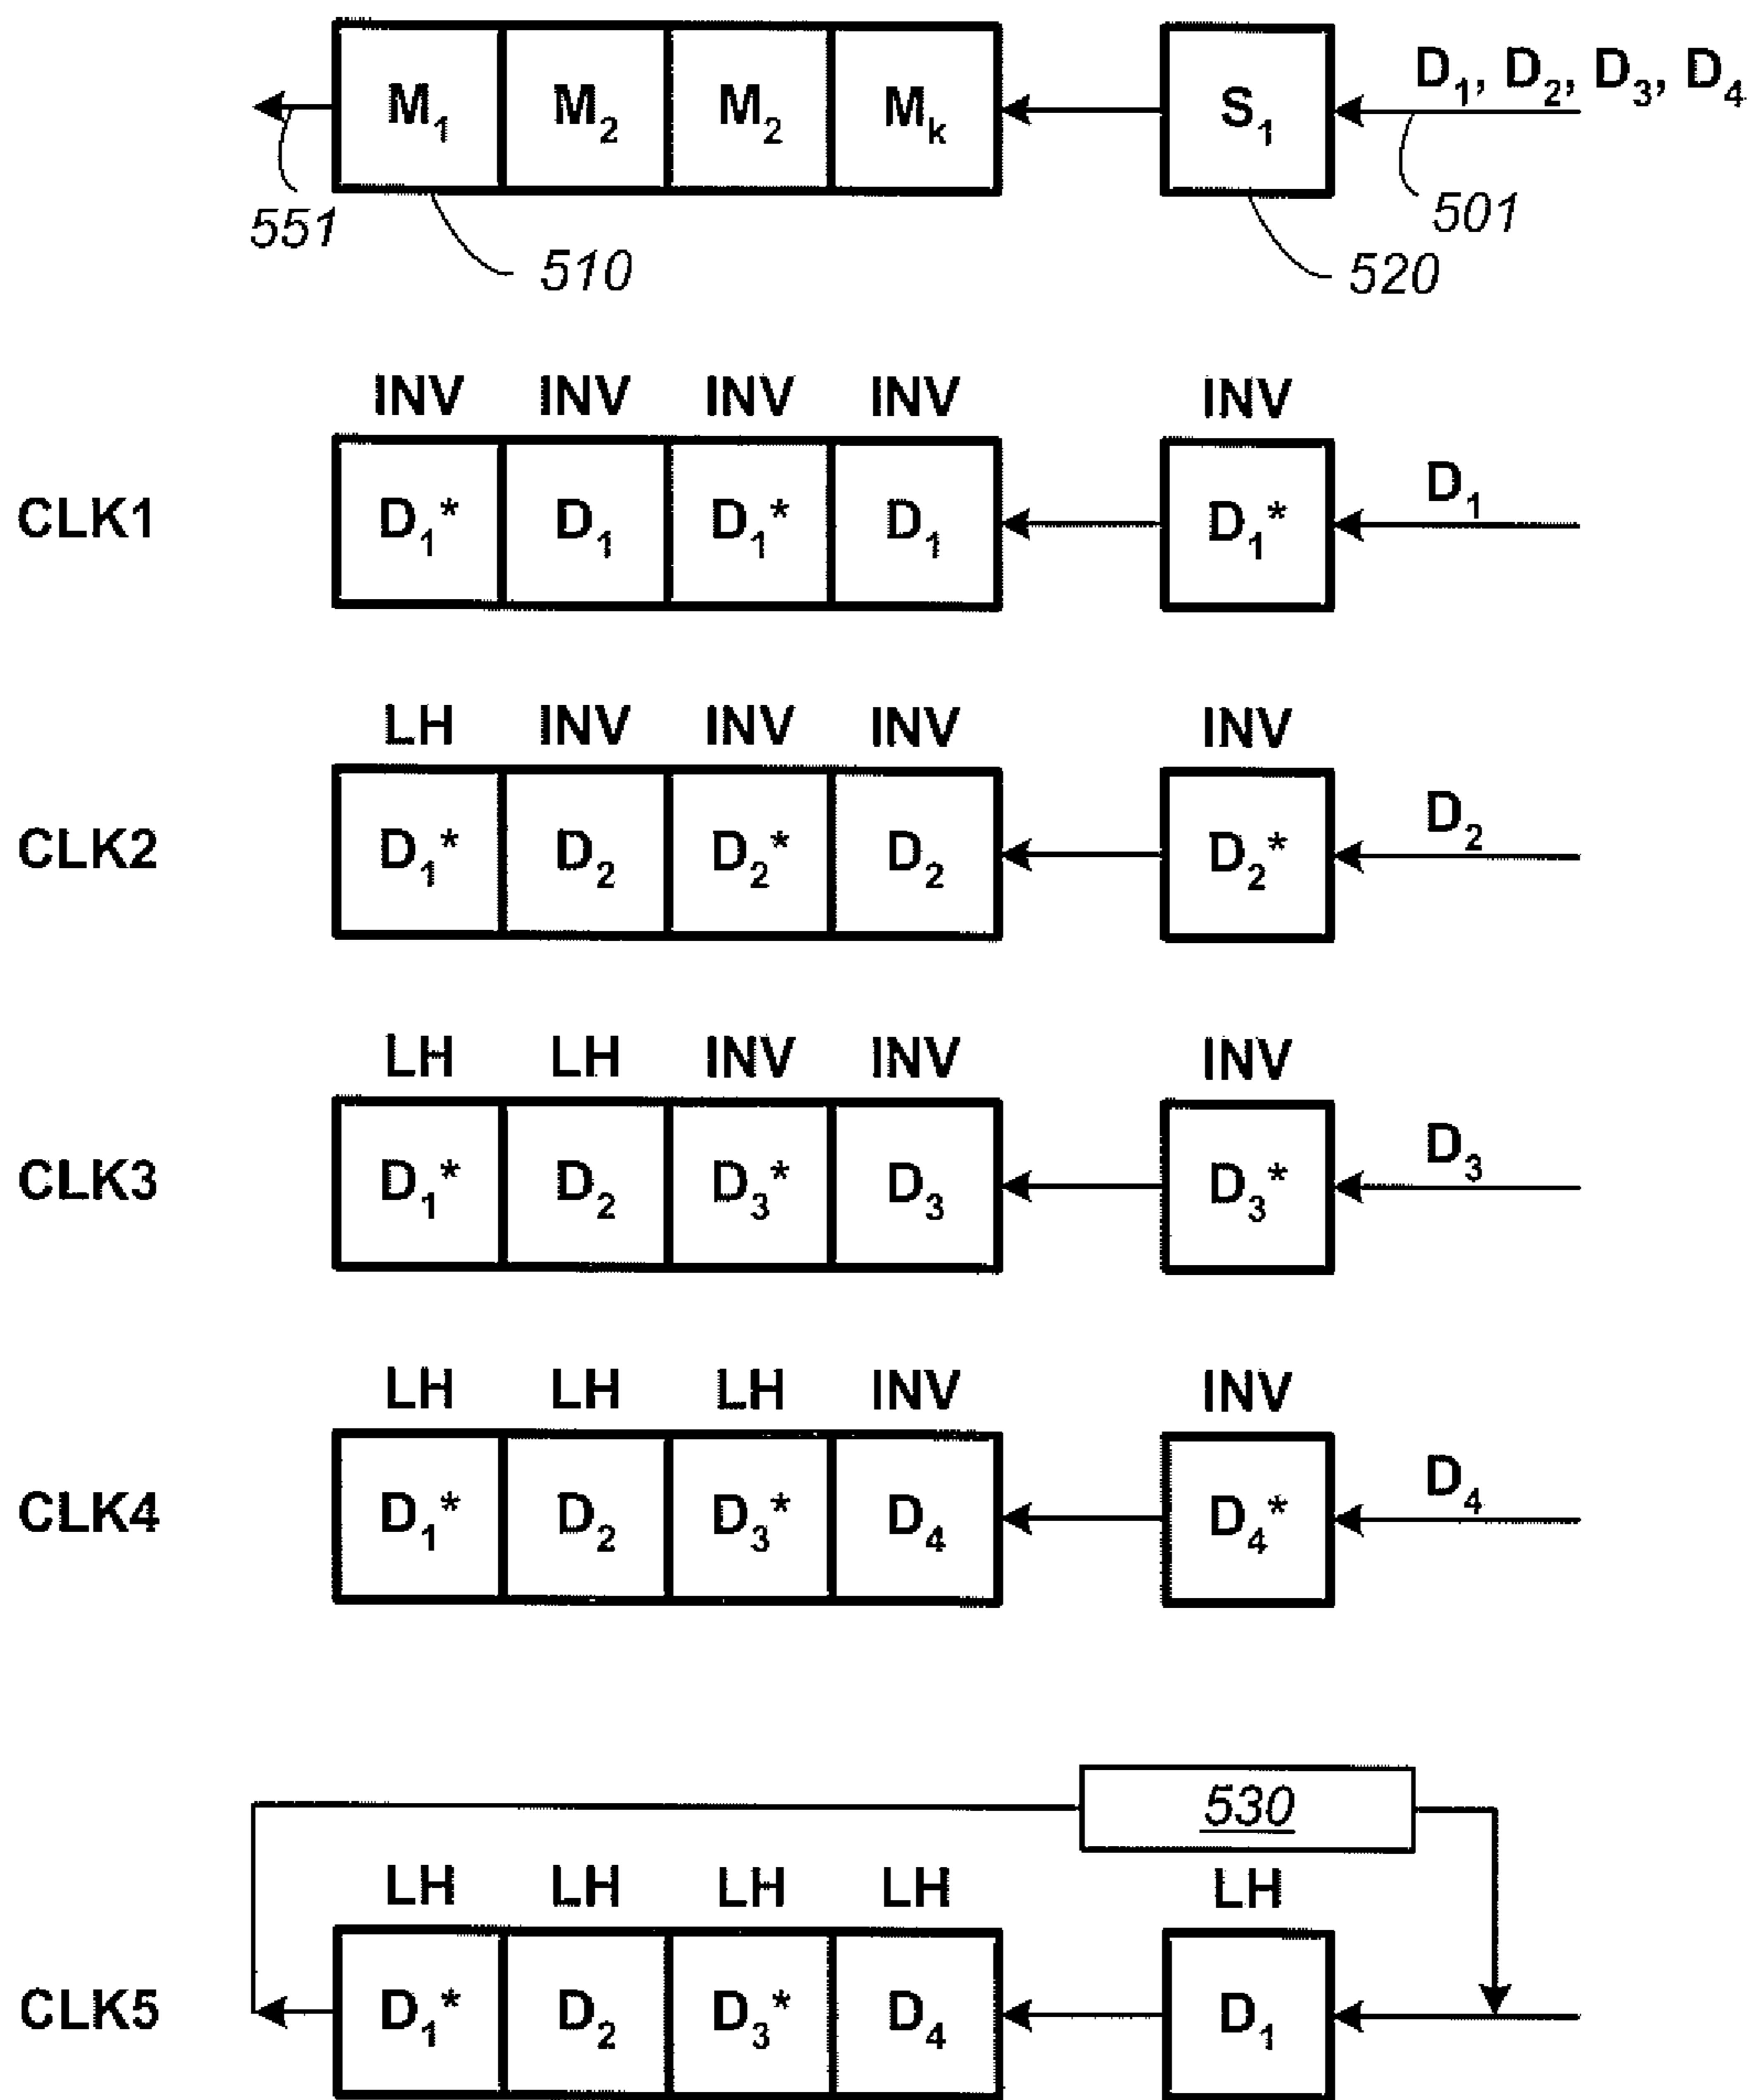 M₁ M₂ M₂ Mₖ S₁ D₁, D₂, D₃, D₄
551 510 520 501
INV INV INV INV INV
CLK1 D₁* D₁ D₁* D₁ D₁* D₁
LH INV INV INV INV
CLK2 D₁* D₂ D₂* D₂ D₂* D₂
LH LH INV INV INV
CLK3 D₁* D₂ D₃* D₃ D₃* D₃
LH LH LH INV INV
CLK4 D₁* D₂ D₃* D₄ D₄* D₄
530
LH LH LH LH LH
CLK5 D₁* D₂ D₃* D₄ D₁